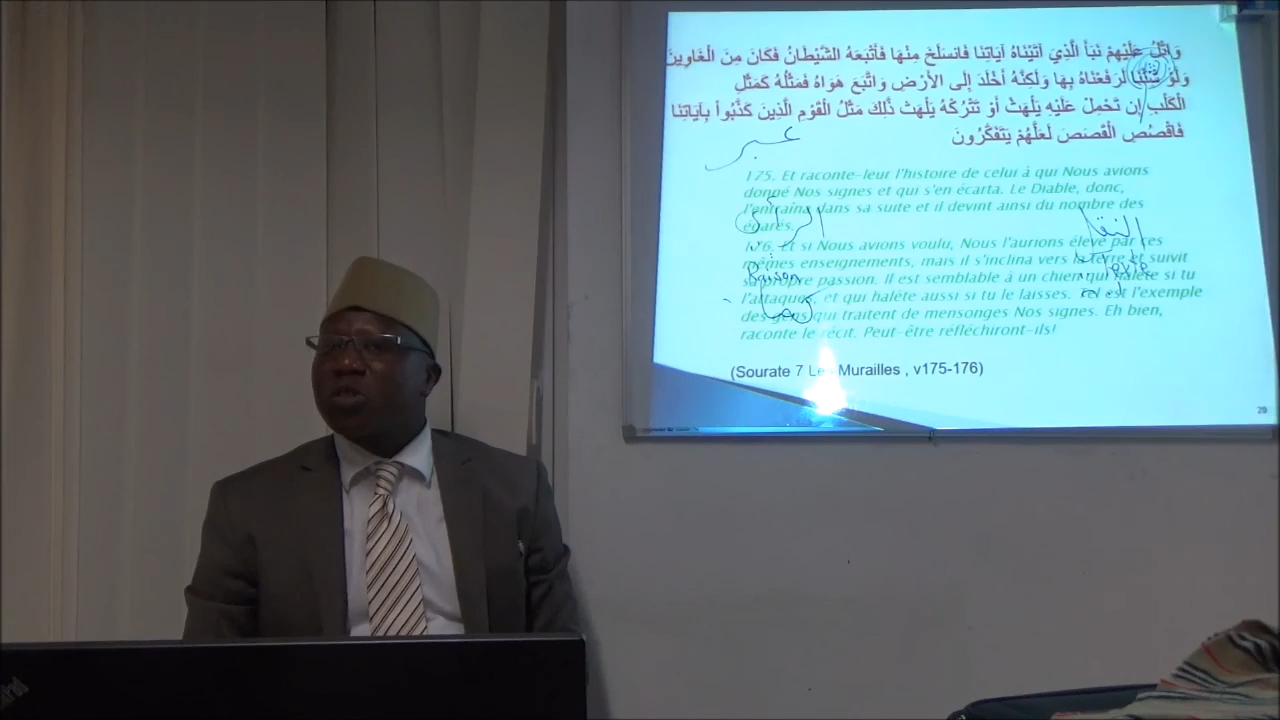 وَاتْلُ عَلَيْهِمْ نَبَأَ الَّذِيَ آتَيْنَاهُ آيَاتِنَا فَانسَلَخَ مِنْهَا فَأَتْبَعَهُ الشَّيْطَانُ فَكَانَ مِنَ الْغَاوِينَ
وَلَوْ شِئْنَا لَرَفَعْنَاهُ بِهَا وَلَكِنَّهُ أَخْلَدَ إِلَى الأَرْضِ وَاتَّبَعَ هَوَاهُ فَمَثَلُهُ كَمَثَلِ
الْكَلْبِ إِن تَحْمِلْ عَلَيْهِ يَلْهَثْ أَوْ تَتْرُكْهُ يَلْهَث ذَّلِكَ مَثَلُ الْقَوْمِ الَّذِينَ كَذَّبُواْ بِآيَاتِنَا
فَاقْصُصِ الْقَصَصَ لَعَلَّهُمْ يَتَفَكَّرُونَ
عبر
175. Et raconte-leur l'histoire de celui à qui Nous avions
donné Nos signes et qui s'en écarta. Le Diable, donc,
l'entraîna dans sa suite et il devint ainsi du nombre des
égarés.
الرأي
النقل
176. Et si Nous avions voulu, Nous l'aurions élevé par ces
mêmes enseignements, mais il s'inclina vers la terre et suivit
Raison
Texte
sa propre passion. Il est semblable à un chien qui halète si tu
l'attaques, et qui halète aussi si tu le laisses. Tel est l'exemple
des gens qui traitent de mensonges Nos signes. Eh bien,
raconte le récit. Peut-être réfléchiront-ils!
(Sourate 7 Les Murailles , v175-176)
29